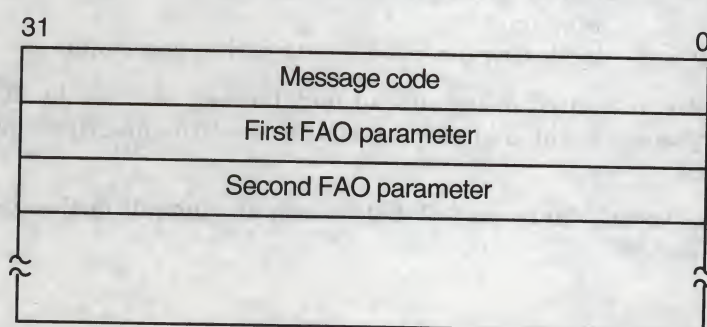 31 0
Message code
First FAO parameter
Second FAO parameter